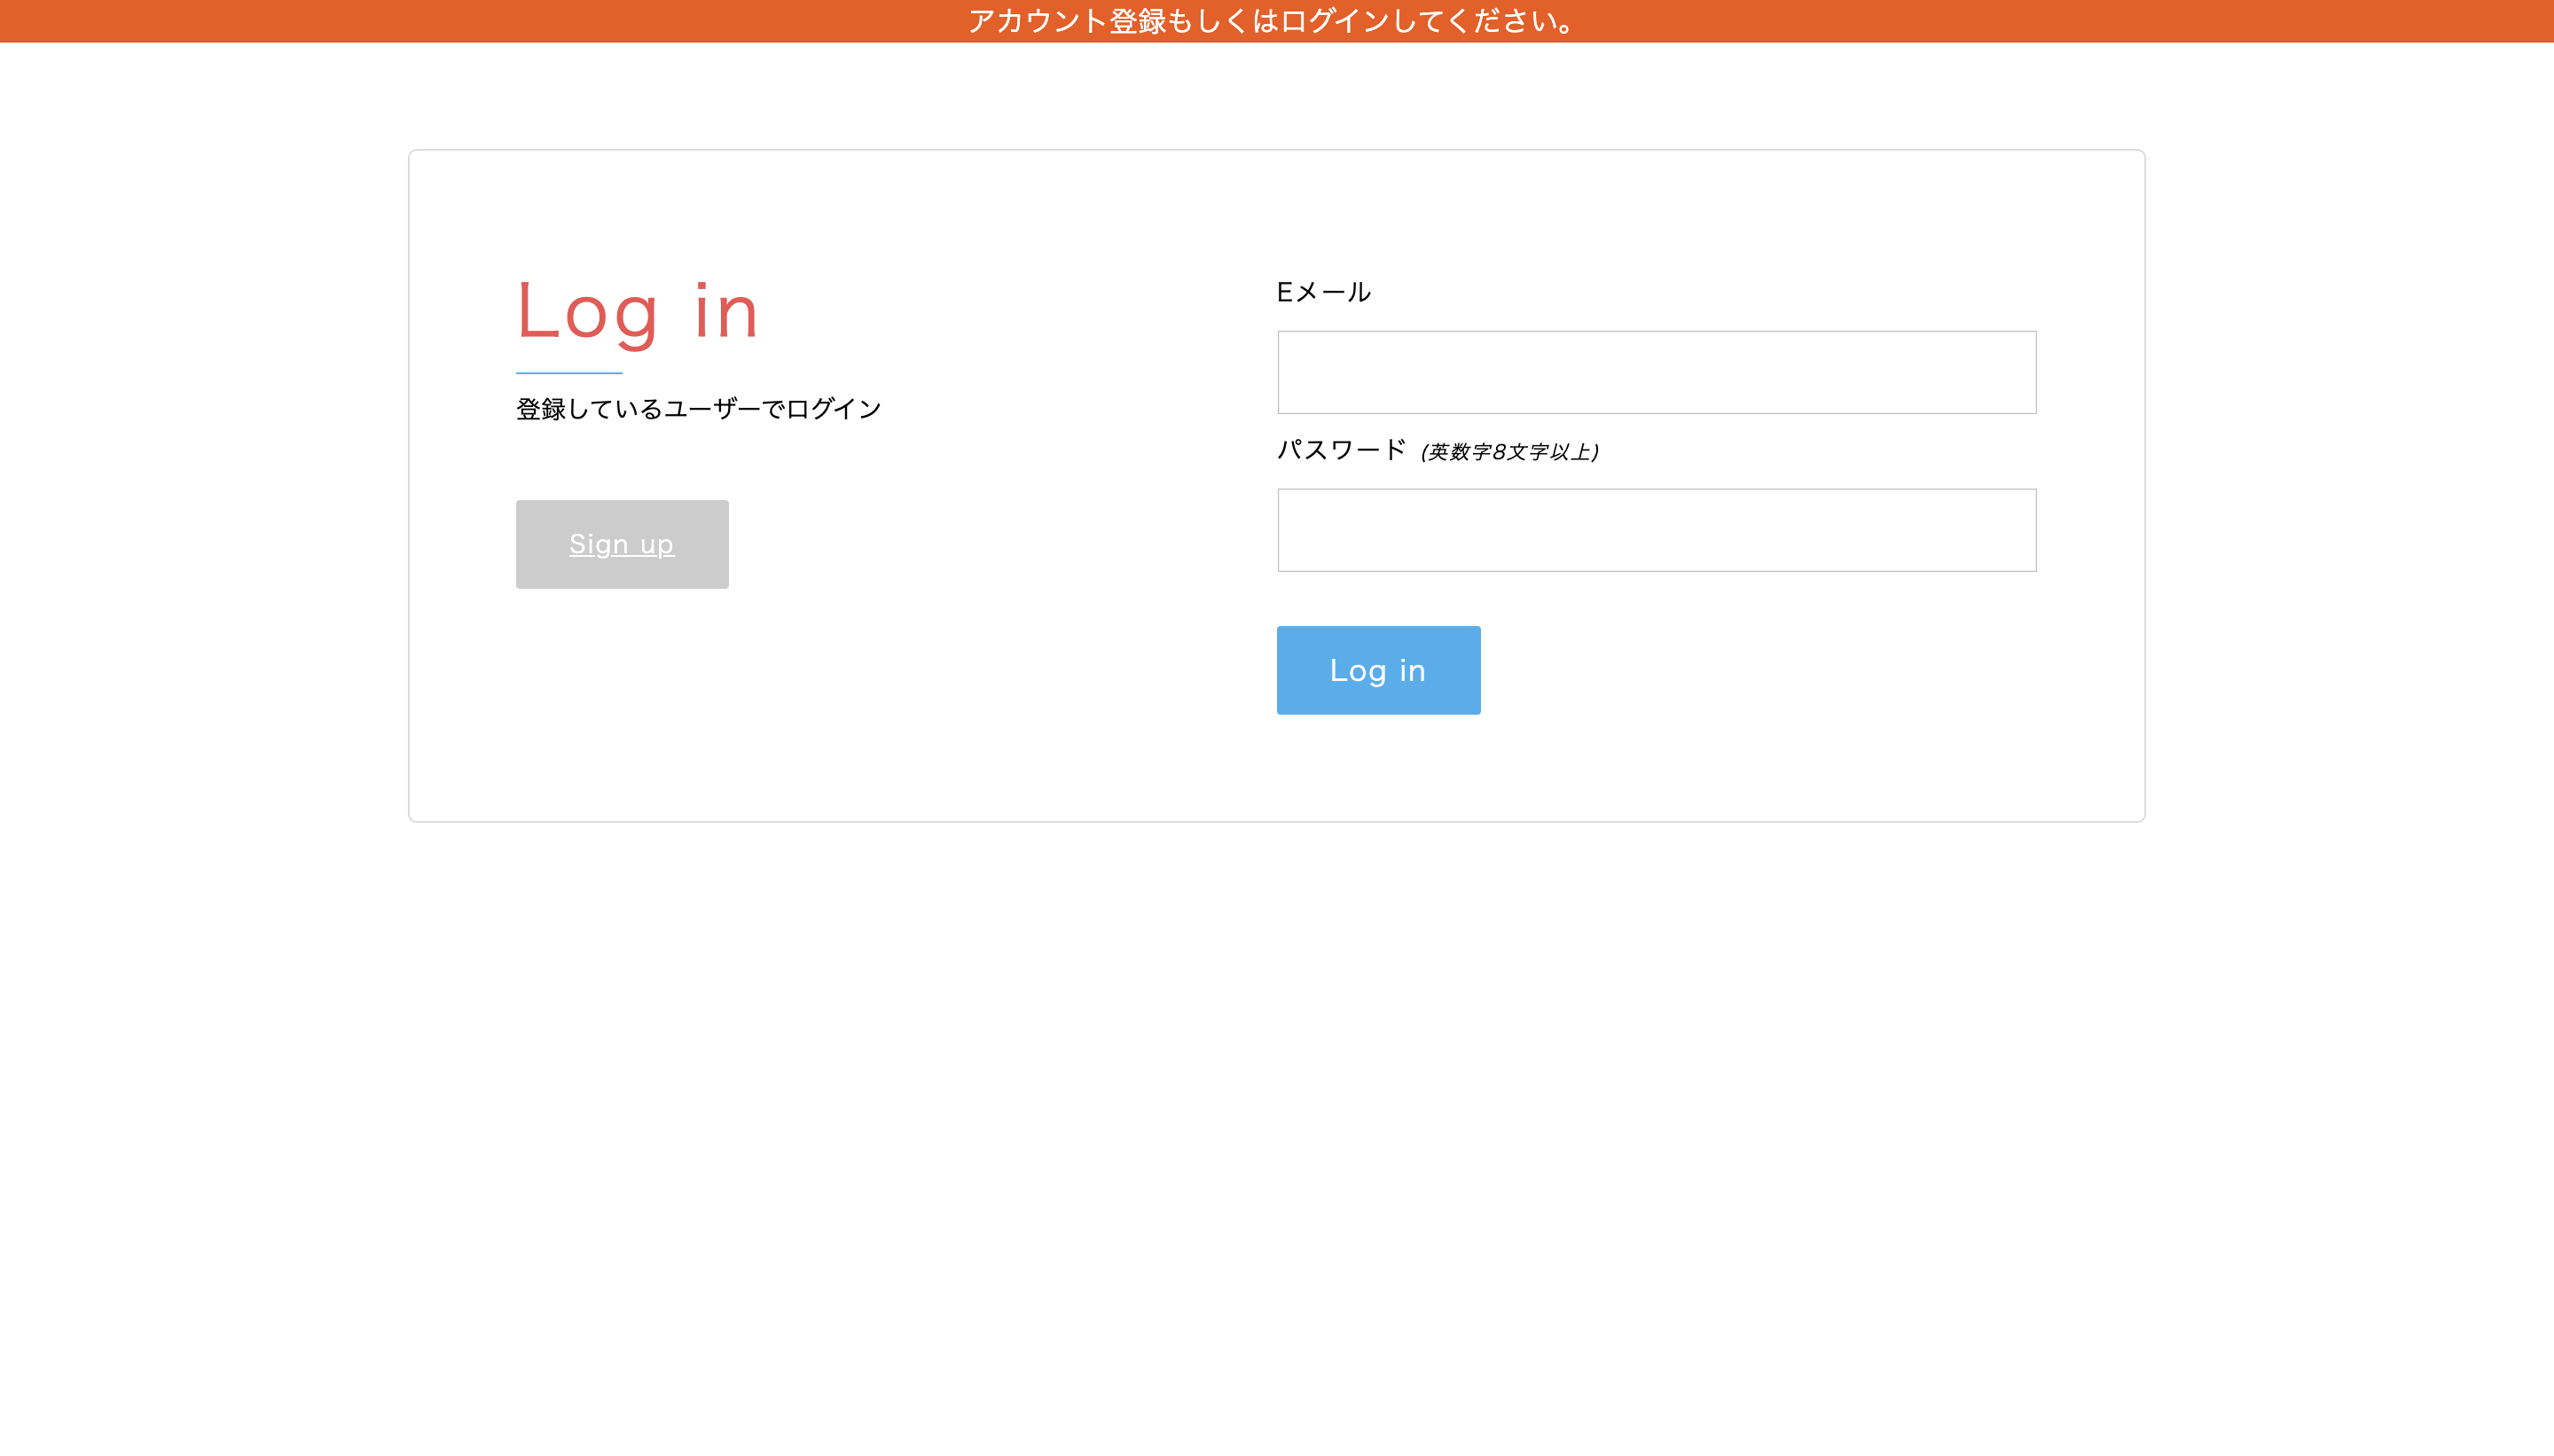 アカウント登録もしくはログインしてください。
Log in
登録しているユーザーでログイン
Sign up
Eメール
パスワード (英数字8文字以上)
Log in